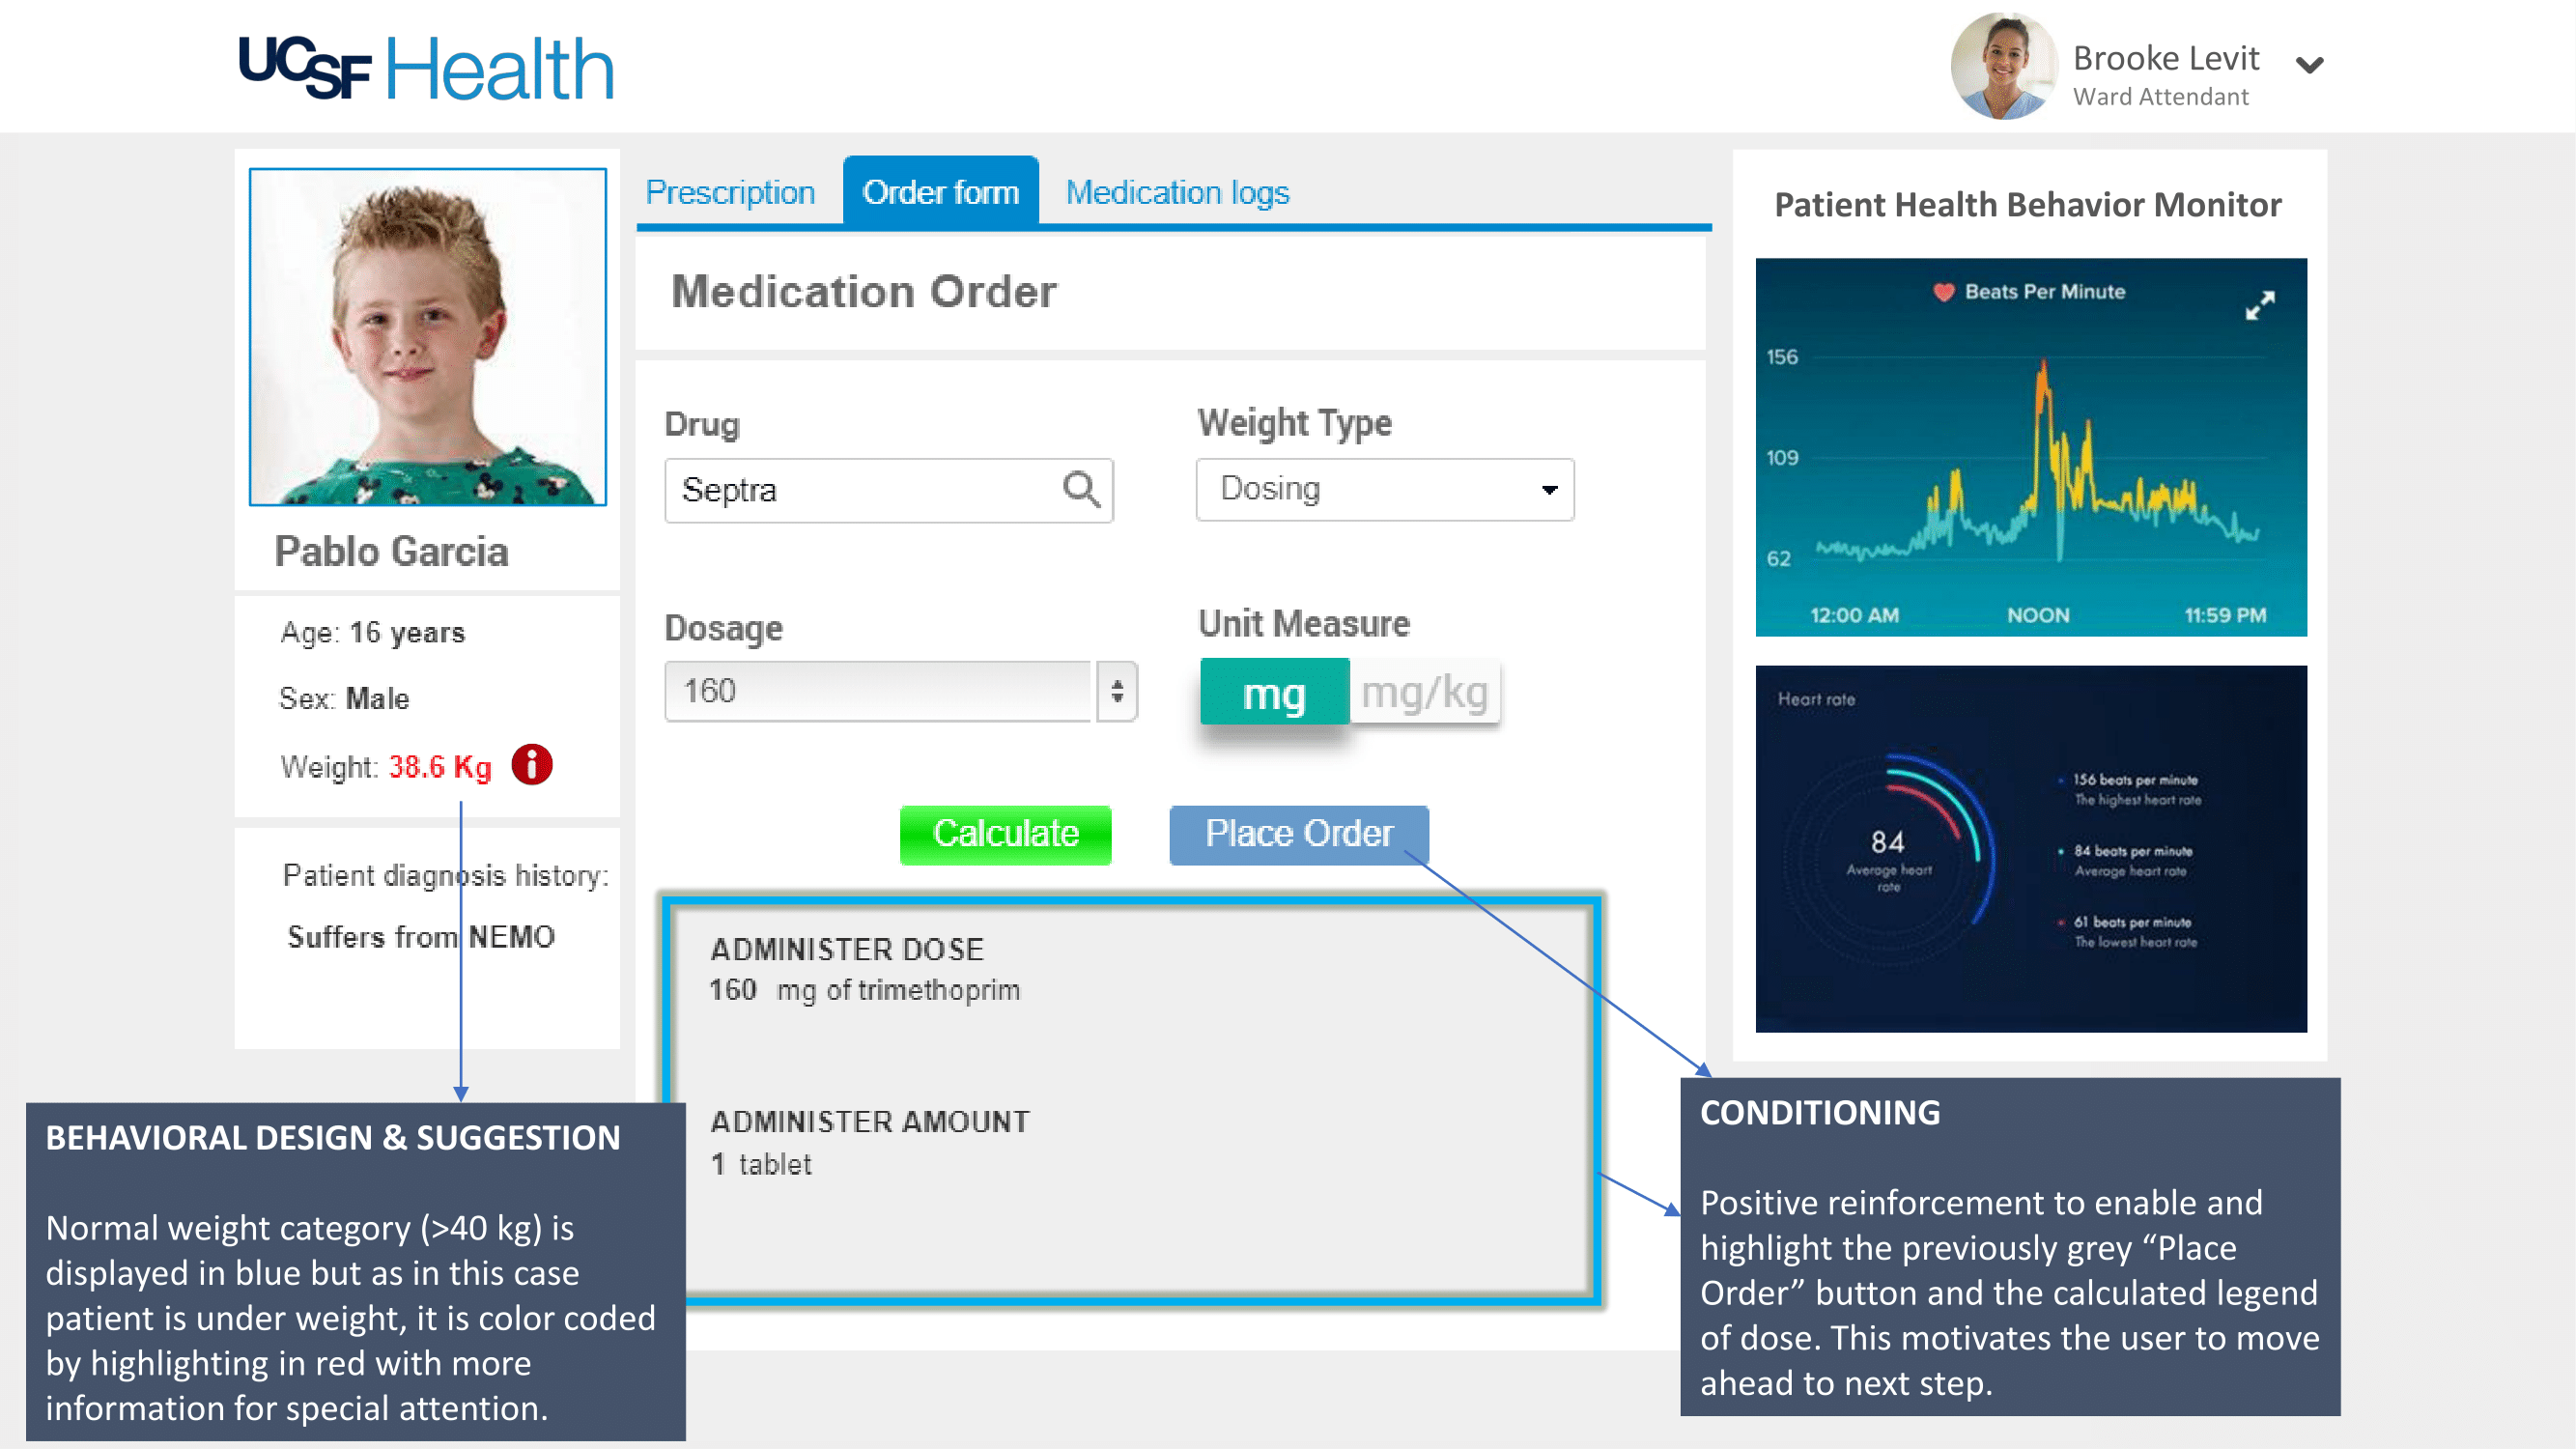 UCSF Health
Brooke Levit
Ward Attendant
Pablo Garcia
Age: 16 years
Sex: Male
Weight: 38.6 Kg
Patient diagnosis history:
Suffers from NEMO
Prescription
Order form
Medication logs
Medication Order
Drug
Septra
Weight Type
Dosing
Dosage
160
Unit Measure
mg
mg/kg
Calculate
Place Order
ADMINISTER DOSE
160 mg of trimethoprim
ADMINISTER AMOUNT
1 tablet
Patient Health Behavior Monitor
Beats Per Minute
156
109
62
12:00 AM
NOON
11:59 PM
Heart rate
84
Average heart
rate
156 beats per minute
The highest heart rate
84 beats per minute
Average heart rate
61 beats per minute
The lowest heart rate
BEHAVIORAL DESIGN & SUGGESTION
Normal weight category (>40 kg) is
displayed in blue but as in this case
patient is under weight, it is color coded
by highlighting in red with more
information for special attention.
CONDITIONING
Positive reinforcement to enable and
highlight the previously grey “Place
Order” button and the calculated legend
of dose. This motivates the user to move
ahead to next step.